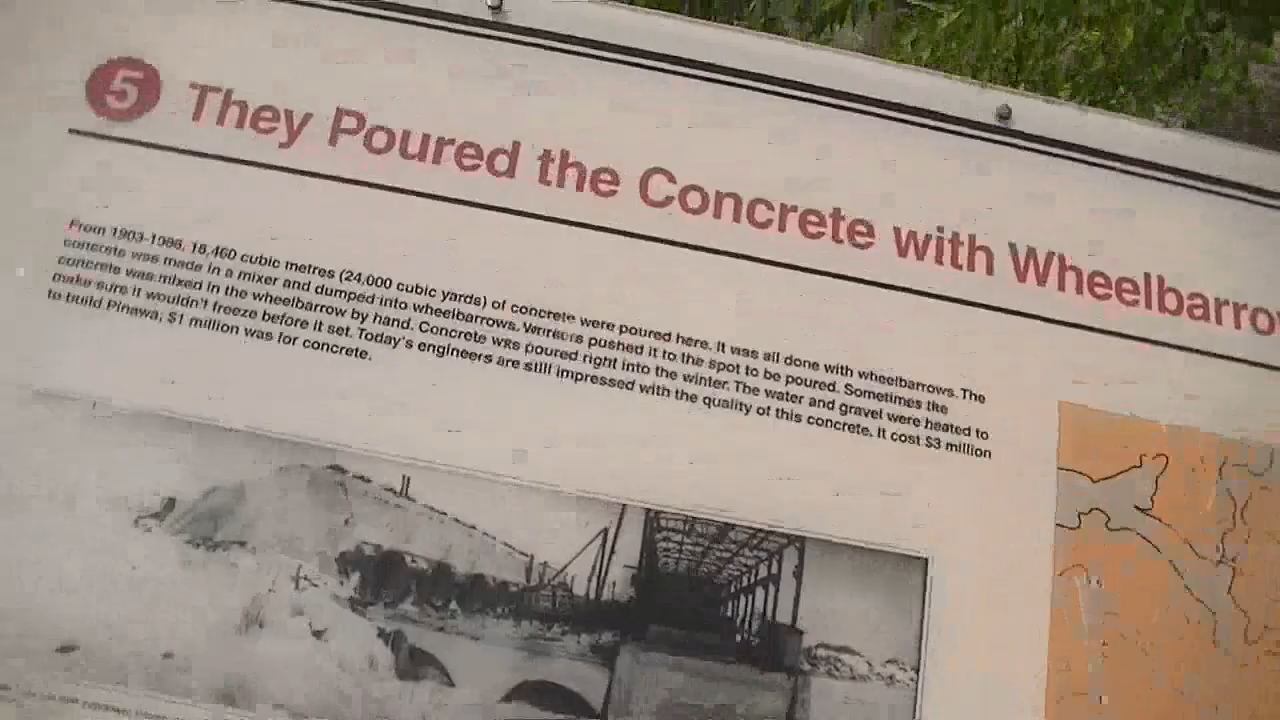 5 They Poured the Concrete with Wheelbarro
From 1903-1906, 18,460 cubic metres (24,000 cubic yards) of concrete were poured here. It was all done with wheelbarrows. The
concrete was made in a mixer and dumped into wheelbarrows. Workers pushed it to the spot to be poured. Sometimes the
concrete was mixed in the wheelbarrow by hand. Concrete was poured right into the winter. The water and gravel were heated to
make sure it wouldn't freeze before it set. Today's engineers are still impressed with the quality of this concrete. It cost $3 million
to build Pinawa; $1 million was for concrete.